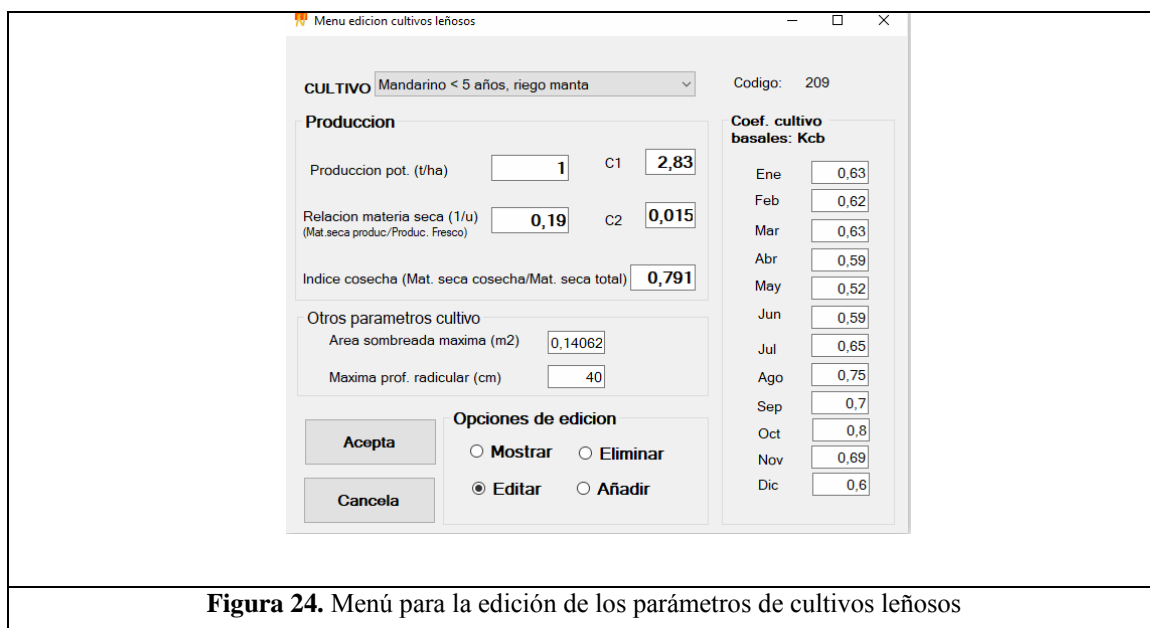 Menu edicion cultivos leñosos
CULTIVO Mandarino < 5 años, riego manta
Codigo: 209
Produccion
Produccion pot. (t/ha) 1 C1 2,83
Relacion materia seca (1/u) 0,19 C2 0,015
(Mat.seca produc/Produc. Fresco)
Indice cosecha (Mat. seca cosecha/Mat. seca total) 0,791
Otros parametros cultivo
Area sombreada maxima (m2) 0,14062
Maxima prof. radicular (cm) 40
Acepta
Cancela
Opciones de edicion
Mostrar Eliminar
Editar Añadir
Coef. cultivo
basales: Kcb
Ene 0,63
Feb 0,62
Mar 0,63
Abr 0,59
May 0,52
Jun 0,59
Jul 0,65
Ago 0,75
Sep 0,7
Oct 0,8
Nov 0,69
Dic 0,6
Figura 24. Menú para la edición de los parámetros de cultivos leñosos